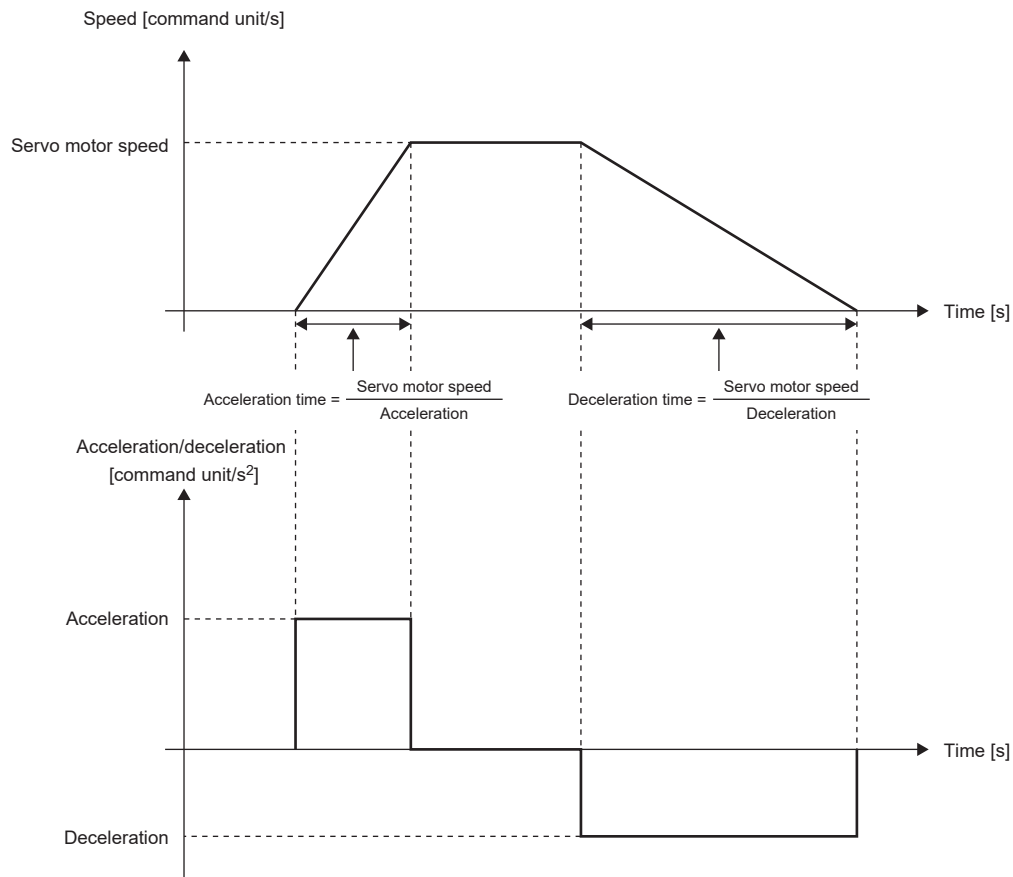 Speed [command unit/s]
Servo motor speed
Time [s]
Acceleration time = Servo motor speed
Acceleration
Deceleration time = Servo motor speed
Deceleration
Acceleration/deceleration
[command unit/s²]
Acceleration
Time [s]
Deceleration